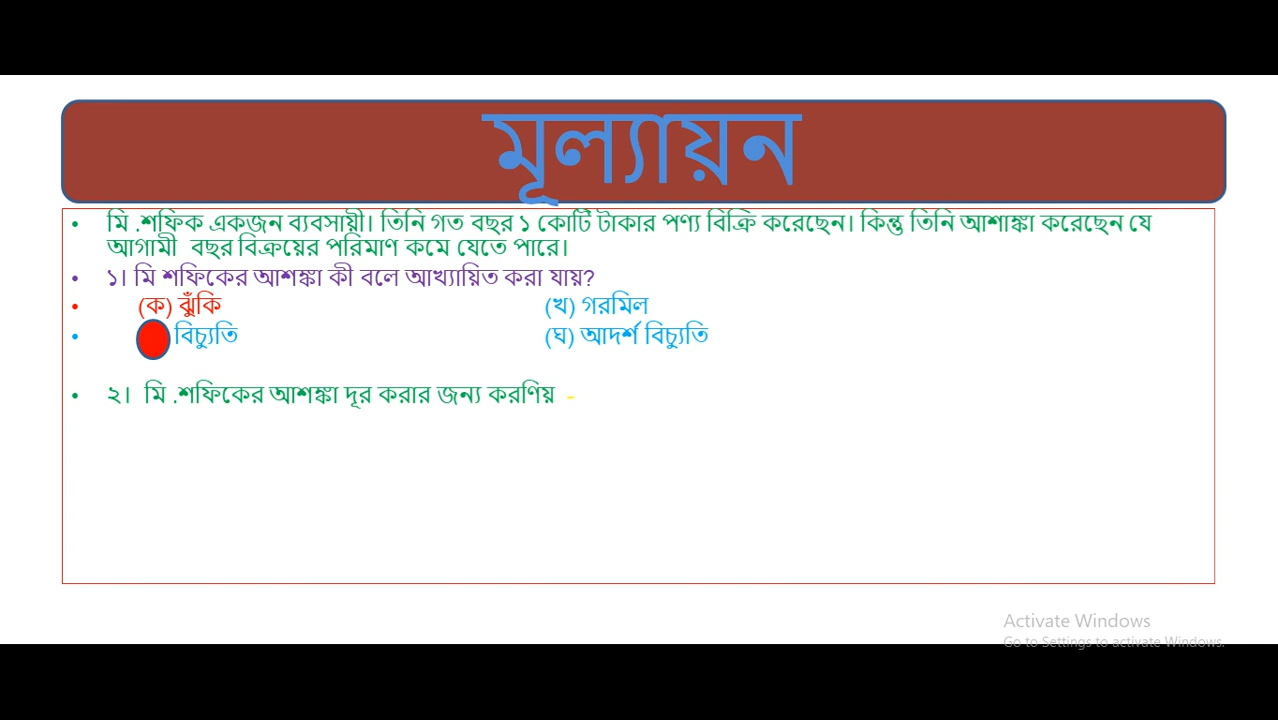 মূল্যায়ন
• মি .শফিক একজন ব্যবসায়ী। তিনি গত বছর ১ কোটি টাকার পণ্য বিক্রি করেছেন। কিন্তু তিনি আশাঙ্কা করেছেন যে
আগামী বছর বিক্রয়ের পরিমাণ কমে যেতে পারে।
• ১। মি শফিকের আশঙ্কা কী বলে আখ্যায়িত করা যায়?
• (ক) ঝুঁকি (খ) গরমিল
• বিচ্যুতি (ঘ) আদর্শ বিচ্যুতি
• ২। মি .শফিকের আশঙ্কা দূর করার জন্য করণিয় -
Activate Windows
Go to Settings to activate Windows.